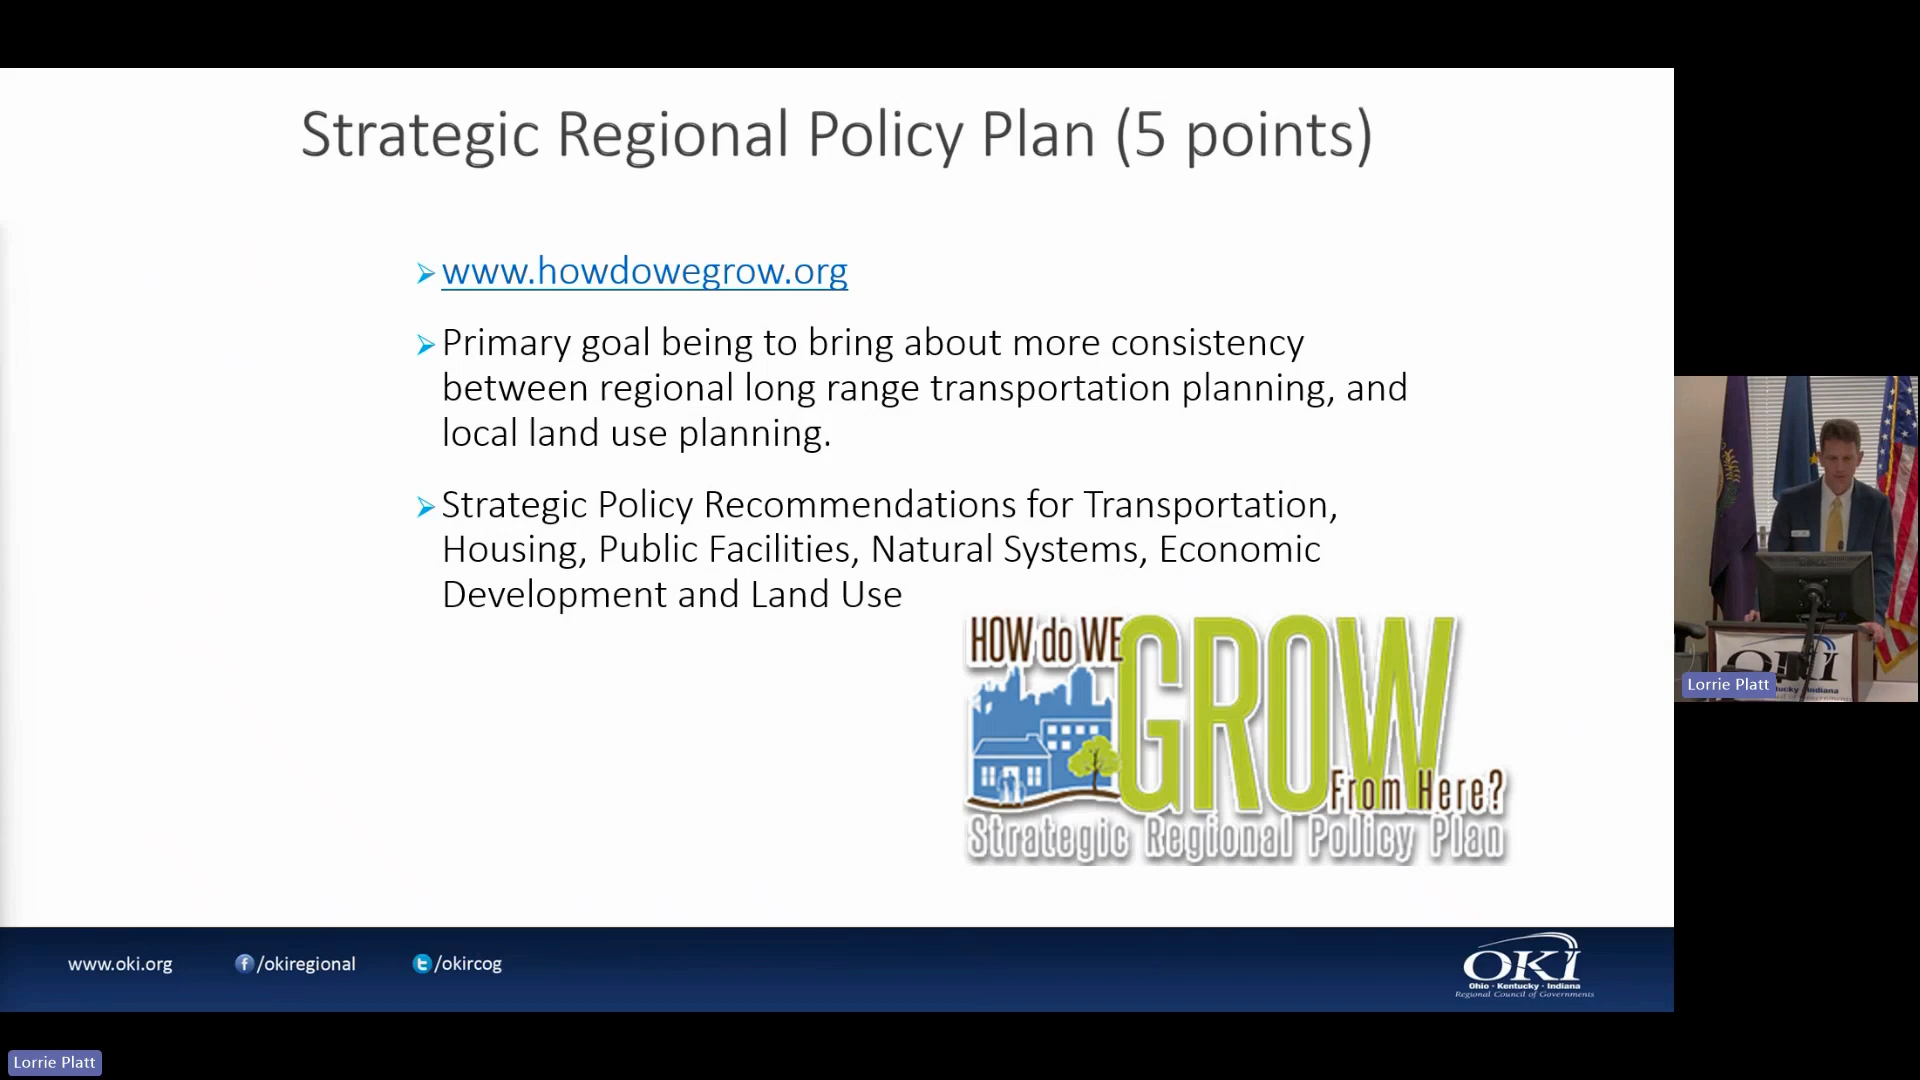 Strategic Regional Policy Plan (5 points)
www.howdowegrow.org
Primary goal being to bring about more consistency
between regional long range transportation planning, and
local land use planning.
Strategic Policy Recommendations for Transportation,
Housing, Public Facilities, Natural Systems, Economic
Development and Land Use
HOW do WE
GROW
From Here?
Strategic Regional Policy Plan
www.oki.org
/okiregional
/okircog
OKI
Ohio · Kentucky · Indiana
Regional Council of Governments
OKI
Lorrie Platt
ucky · Indiana
Lorrie Platt